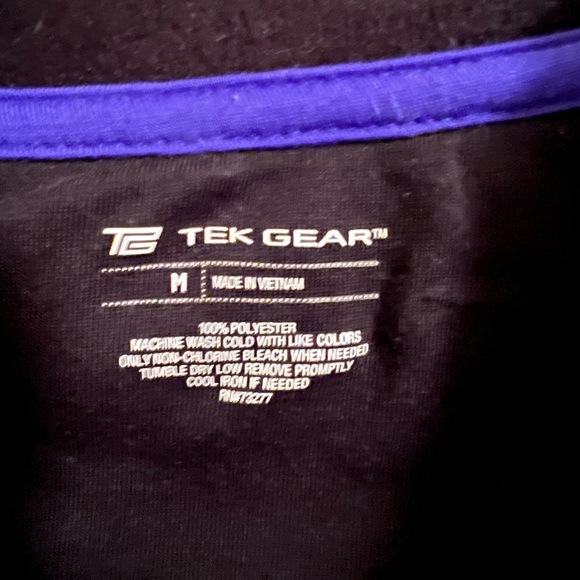 TG TEK GEAR™
M MADE IN VIETNAM
100% POLYESTER
MACHINE WASH COLD WITH LIKE COLORS
ONLY NON-CHLORINE BLEACH WHEN NEEDED
TUMBLE DRY LOW REMOVE PROMPTLY
COOL IRON IF NEEDED
RN#73277